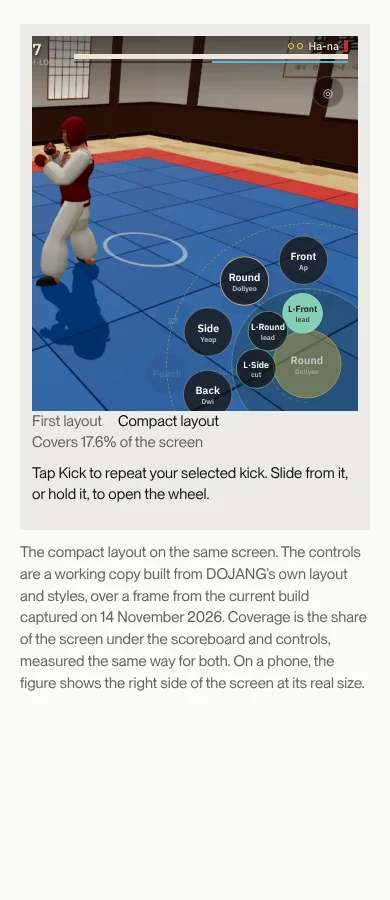 7
Ha-na
Front
Ap
Round
Dollyeo
L-Front
lead
Side
Yeop
L-Round
lead
Round
Dollyeo
L-Side
cut
Punch
Back
Dwi
First layout Compact layout
Covers 17.6% of the screen
Tap Kick to repeat your selected kick. Slide from it,
or hold it, to open the wheel.
The compact layout on the same screen. The controls
are a working copy built from DOJANG's own layout
and styles, over a frame from the current build
captured on 14 November 2026. Coverage is the share
of the screen under the scoreboard and controls,
measured the same way for both. On a phone, the
figure shows the right side of the screen at its real size.